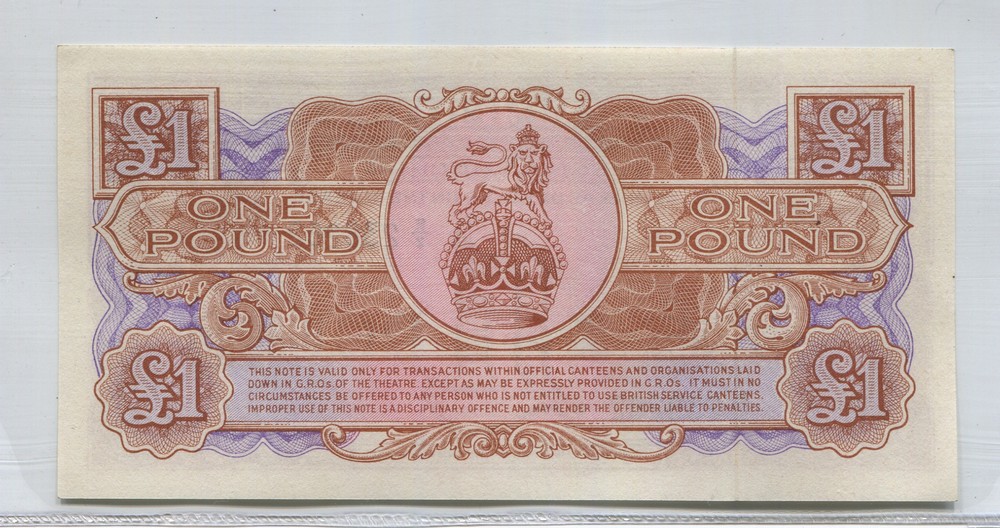 £1 £1
ONE ONE
POUND POUND
£1 £1
THIS NOTE IS VALID ONLY FOR TRANSACTIONS WITHIN OFFICIAL CANTEENS AND ORGANISATIONS LAID
DOWN IN G.R.Os. OF THE THEATRE. EXCEPT AS MAY BE EXPRESSLY PROVIDED IN G.R.Os. IT MUST IN NO
CIRCUMSTANCES BE OFFERED TO ANY PERSON WHO IS NOT ENTITLED TO USE BRITISH SERVICE CANTEENS.
IMPROPER USE OF THIS NOTE IS A DISCIPLINARY OFFENCE AND MAY RENDER THE OFFENDER LIABLE TO PENALTIES.